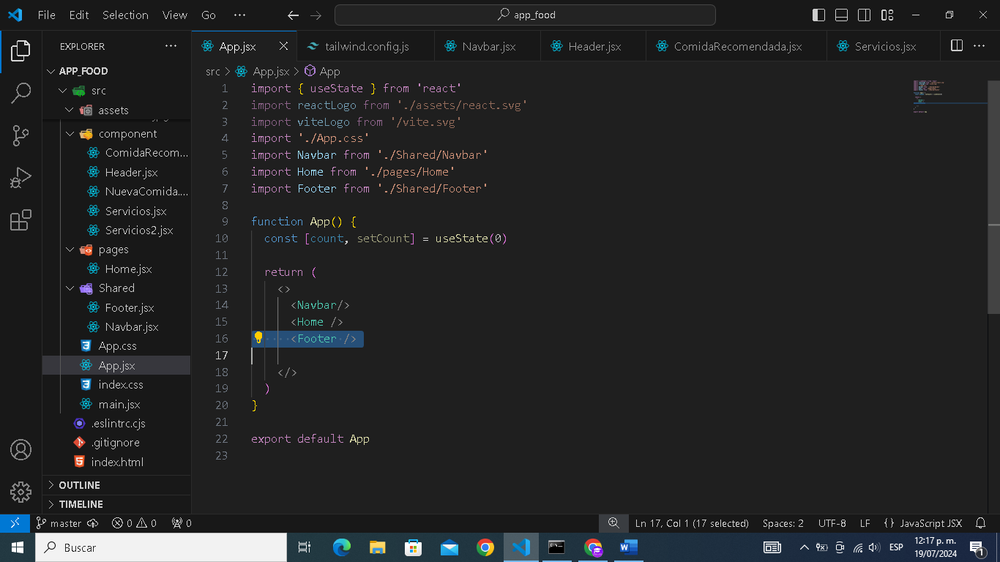 File Edit Selection View Go ··· app_food
EXPLORER ···
APP_FOOD
src
assets
component
ComidaRecom...
Header.jsx
NuevaComida....
Servicios.jsx
Servicios2.jsx
pages
Home.jsx
Shared
Footer.jsx
Navbar.jsx
App.css
App.jsx
index.css
main.jsx
.eslintrc.cjs
.gitignore
index.html
OUTLINE
TIMELINE
App.jsx tailwind.config.js Navbar.jsx Header.jsx ComidaRecomendada.jsx Servicios.jsx ···
src > App.jsx > App
1 import { useState } from 'react'
2 import reactLogo from './assets/react.svg'
3 import viteLogo from '/vite.svg'
4 import './App.css'
5 import Navbar from './Shared/Navbar'
6 import Home from './pages/Home'
7 import Footer from './Shared/Footer'
8
9 function App() {
10 const [count, setCount] = useState(0)
11
12 return (
13 <>
14 <Navbar/>
15 <Home />
16 <Footer />
17
18 </>
19 )
20 }
21
22 export default App
23
master 0 0 0 Ln 17, Col 1 (17 selected) Spaces: 2 UTF-8 LF {} JavaScript JSX
Buscar
ESP
12:17 p. m.
19/07/2024
1